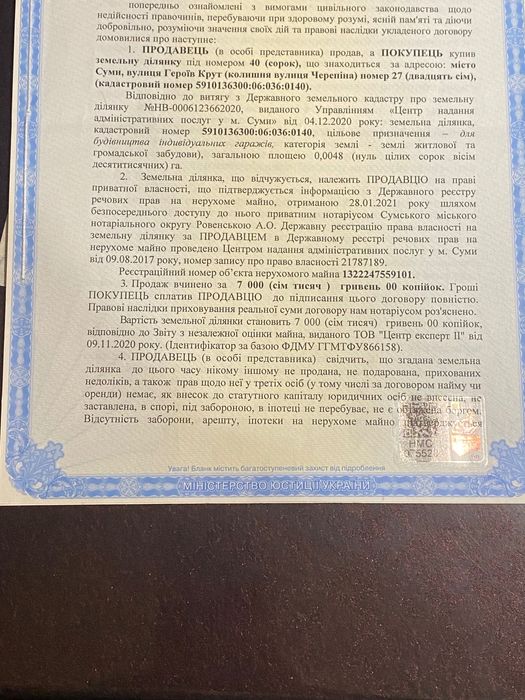 попередньо ознайомлені з вимогами цивільного законодавства щодо
недійсності правочинів, перебуваючи при здоровому розумі, ясній пам'яті та діючи
добровільно, розуміючи значення своїх дій та правові наслідки укладеного договору
домовилися про наступне:
1. ПРОДАВЕЦЬ (в особі представника) продав, а ПОКУПЕЦЬ купив
земельну ділянку під номером 40 (сорок), що знаходиться за адресою: місто
Суми, вулиця Героїв Крут (колишня вулиця Черепіна) номер 27 (двадцять сім),
(кадастровий номер 5910136300:06:036:0140).
Відповідно до витягу з Державного земельного кадастру про земельну
ділянку №НВ-0006123662020, виданого Управлінням «Центр надання
адміністративних послуг у м. Суми» від 04.12.2020 року: земельна ділянка,
кадастровий номер 5910136300:06:036:0140, цільове призначення – для
будівництва індивідуальних гаражів, категорія землі - землі житлової та
громадської забудови), загальною площею 0,0048 (нуль цілих сорок вісім
десятитисячних) га.
2. Земельна ділянка, що відчужується, належить ПРОДАВЦЮ на праві
приватної власності, що підтверджується інформацією з Державного реєстру
речових прав на нерухоме майно, отриманою 28.01.2021 року шляхом
безпосереднього доступу до нього приватним нотаріусом Сумського міського
нотаріального округу Ровенською А.О. Державну реєстрацію права власності на
земельну ділянку за ПРОДАВЦЕМ в Державному реєстрі речових прав на
нерухоме майно проведено Центром надання адміністративних послуг у м. Суми
від 09.08.2017 року, номер запису про право власності 21787189.
Реєстраційний номер об'єкта нерухомого майна 1322247559101.
3. Продаж вчинено за 7 000 (сім тисяч ) гривень 00 копійок. Гроші
ПОКУПЕЦЬ сплатив ПРОДАВЦЮ до підписання цього договору повністю.
Правові наслідки приховування реальної суми договору нам нотаріусом роз'яснено.
Вартість земельної ділянки становить 7 000 (сім тисяч) гривень 00 копійок,
відповідно до Звіту з незалежної оцінки майна, виданого ТОВ "Центр експерт ІІ" від
09.11.2020 року. (Ідентифікатор за базою ФДМУ ГГМТФУ866158).
4. ПРОДАВЕЦЬ (в особі представника) свідчить, що згадана земельна
ділянка до цього часу нікому іншому не продана, не подарована, прихованих
недоліків, а також прав щодо неї у третіх осіб (у тому числі за договором найму чи
оренди) немає, як внесок до статутного капіталу юридичних осіб не внесена, не
заставлена, в спорі, під забороною, в іпотеці не перебуває, не є обтяжена боргом.
Відсутність заборони, арешту, іпотеки на нерухоме майно підтверджується
НМС
Увага! Бланк містить багатоступеневий захист від підроблення
МІНІСТЕРСТВО ЮСТИЦІЇ УКРАЇНИ